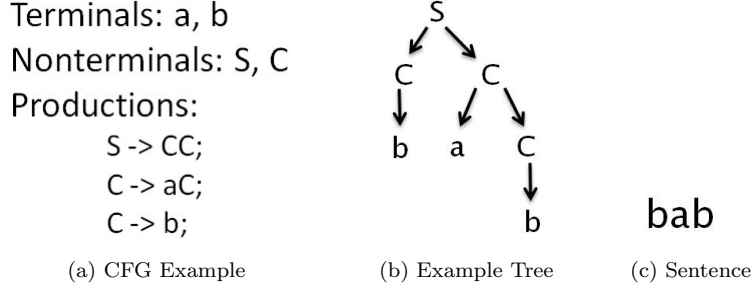 Terminals: a, b
Nonterminals: S, C
Productions:
S -> CC;
C -> aC;
C -> b;
(a) CFG Example
S
C C
b a C
b
(b) Example Tree
bab
(c) Sentence